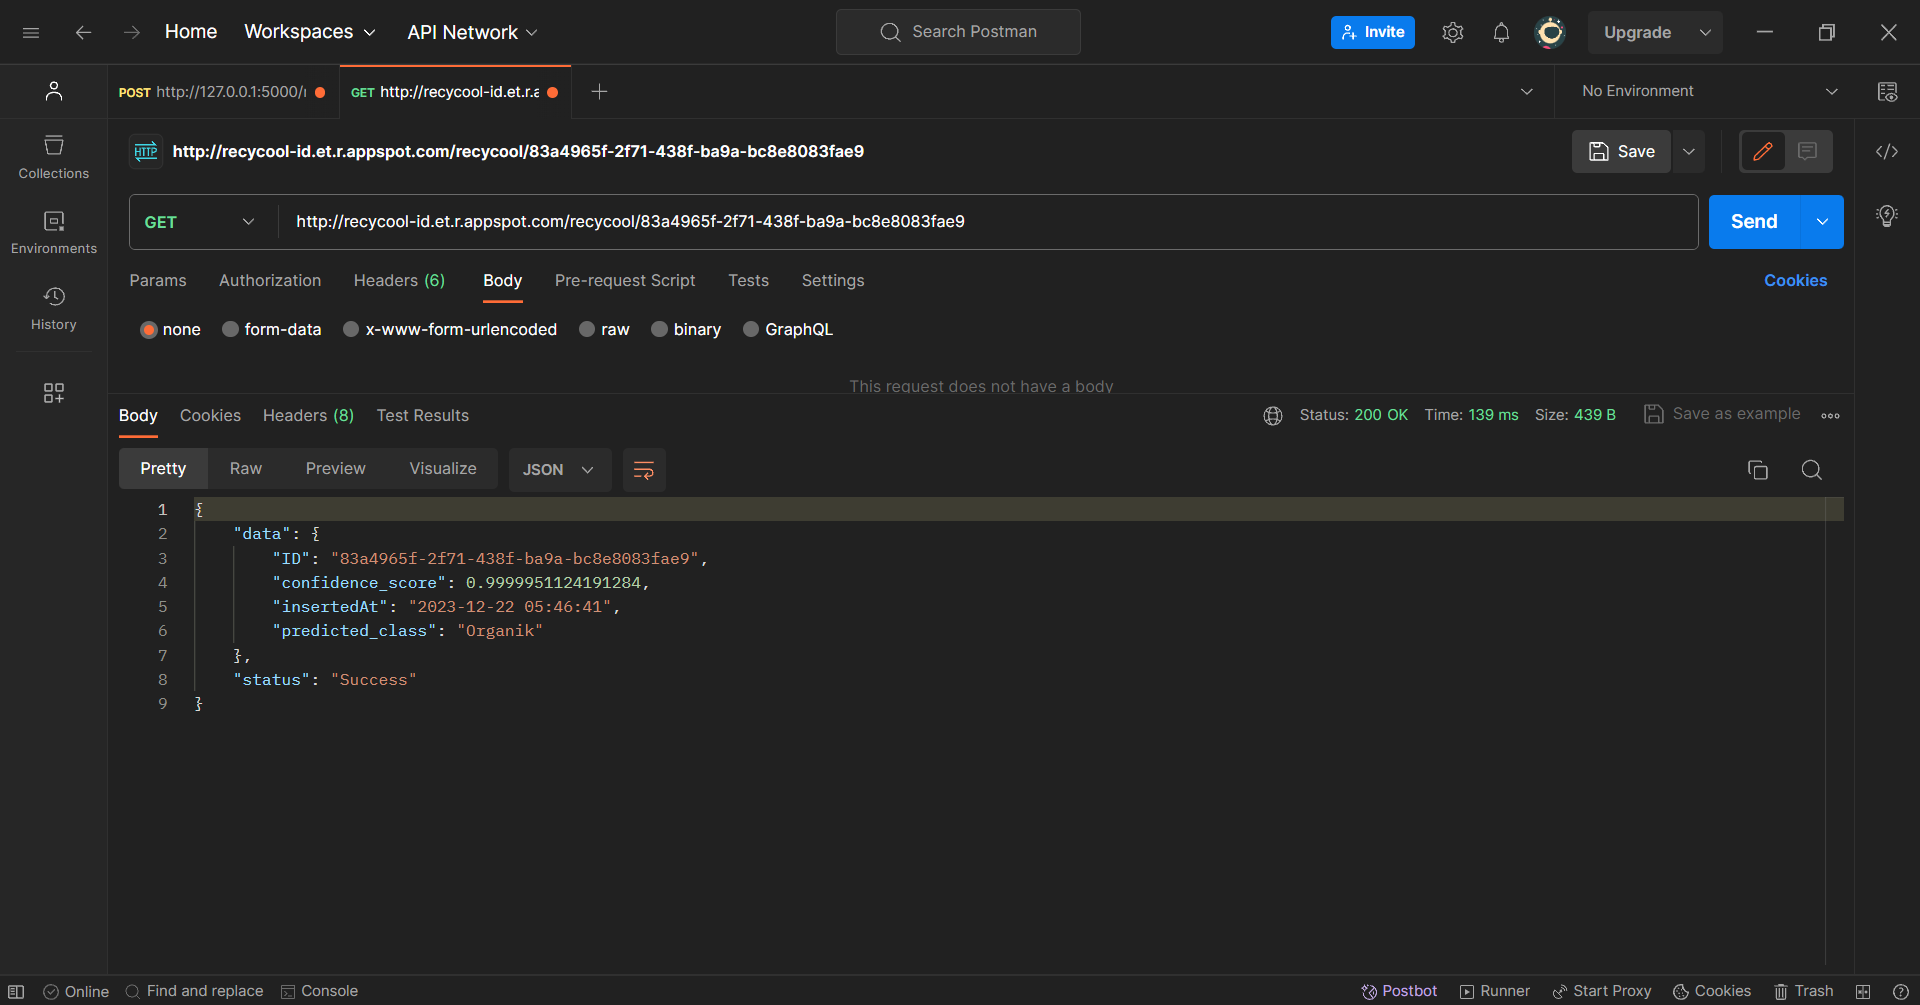 Home Workspaces API Network Search Postman Invite Upgrade
POST http://127.0.0.1:5000/ GET http://recycool-id.et.r. No Environment
HTTP http://recycool-id.et.r.appspot.com/recycool/83a4965f-2f71-438f-ba9a-bc8e8083fae9 Save
Collections
GET http://recycool-id.et.r.appspot.com/recycool/83a4965f-2f71-438f-ba9a-bc8e8083fae9 Send
Environments
Params Authorization Headers (6) Body Pre-request Script Tests Settings Cookies
History
none form-data x-www-form-urlencoded raw binary GraphQL
This request does not have a body
Body Cookies Headers (8) Test Results Status: 200 OK Time: 139 ms Size: 439 B Save as example
Pretty Raw Preview Visualize JSON
1 {
2 "data": {
3 "ID": "83a4965f-2f71-438f-ba9a-bc8e8083fae9",
4 "confidence_score": 0.9999951124191284,
5 "insertedAt": "2023-12-22 05:46:41",
6 "predicted_class": "Organik"
7 },
8 "status": "Success"
9 }
Online Find and replace Console Postbot Runner Start Proxy Cookies Trash